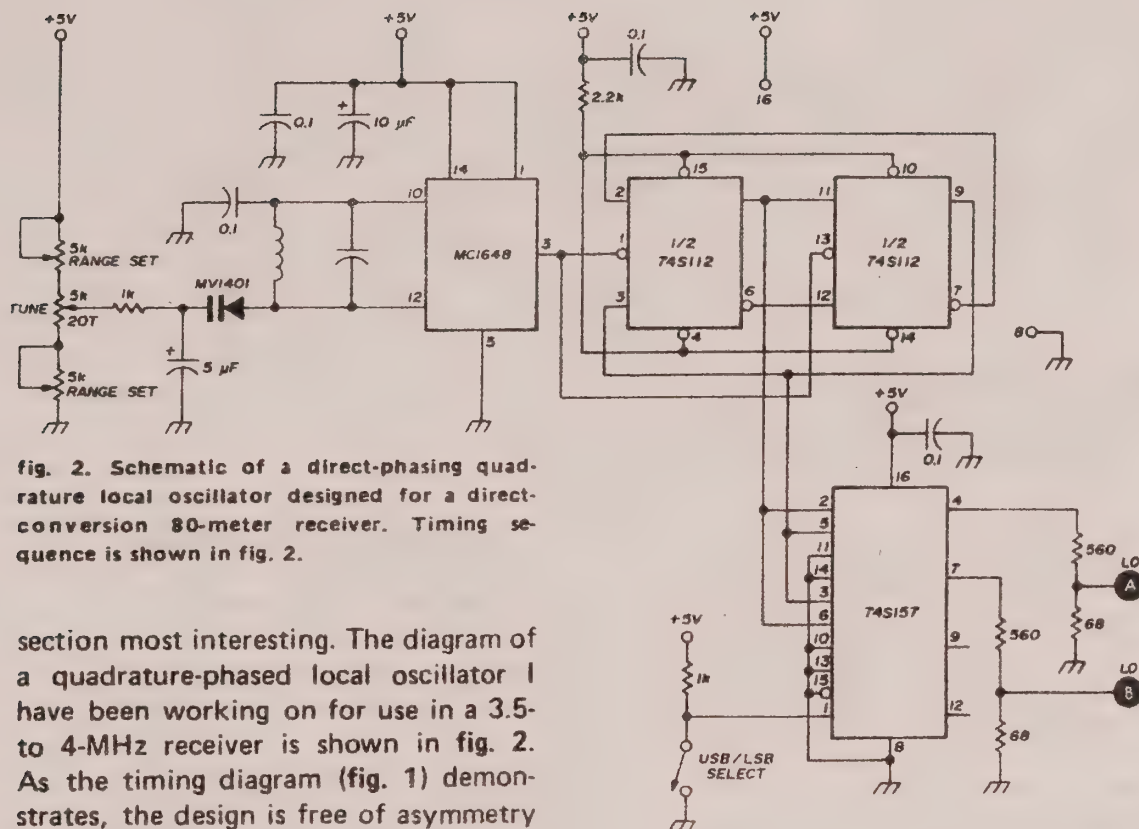 +5V
+5V
+5V
+5V
0.1
16
2.2k
0.1
+
10 µF
14
1
10
0.1
MC1648
3
12
5
5k
RANGE SET
TUNE
5k
20T
1k
MV1401
+
5 µF
5k
RANGE SET
15
10
2
11
9
1
1/2
74S112
13
1/2
74S112
3
6
12
7
4
14
8
+5V
0.1
16
2
4
5
11
14
7
3
74S157
6
10
9
13
15
1
12
8
560
LO
A
68
560
LO
B
68
+5V
1k
USB/LSB
SELECT
fig. 2. Schematic of a direct-phasing quad-
rature local oscillator designed for a direct-
conversion 80-meter receiver. Timing se-
quence is shown in fig. 2.
section most interesting. The diagram of
a quadrature-phased local oscillator I
have been working on for use in a 3.5-
to 4-MHz receiver is shown in fig. 2.
As the timing diagram (fig. 1) demon-
strates, the design is free of asymmetry